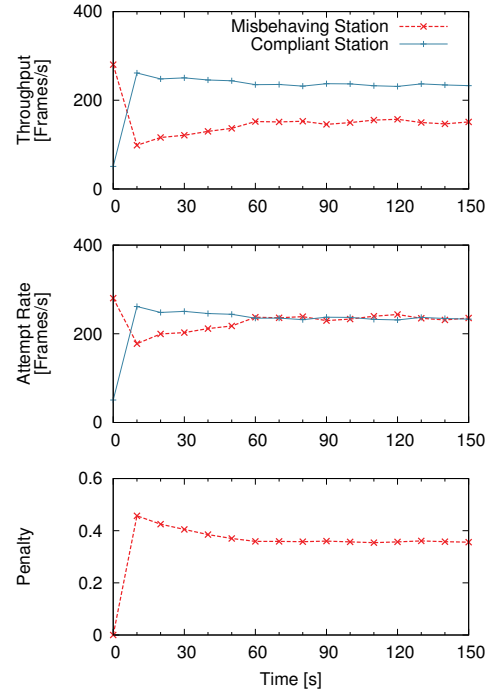 Misbehaving Station
Compliant Station
Throughput
[Frames/s]
400
200
0
0 30 60 90 120 150
Attempt Rate
[Frames/s]
400
200
0
0 30 60 90 120 150
Penalty
0.6
0.4
0.2
0
0 30 60 90 120 150
Time [s]